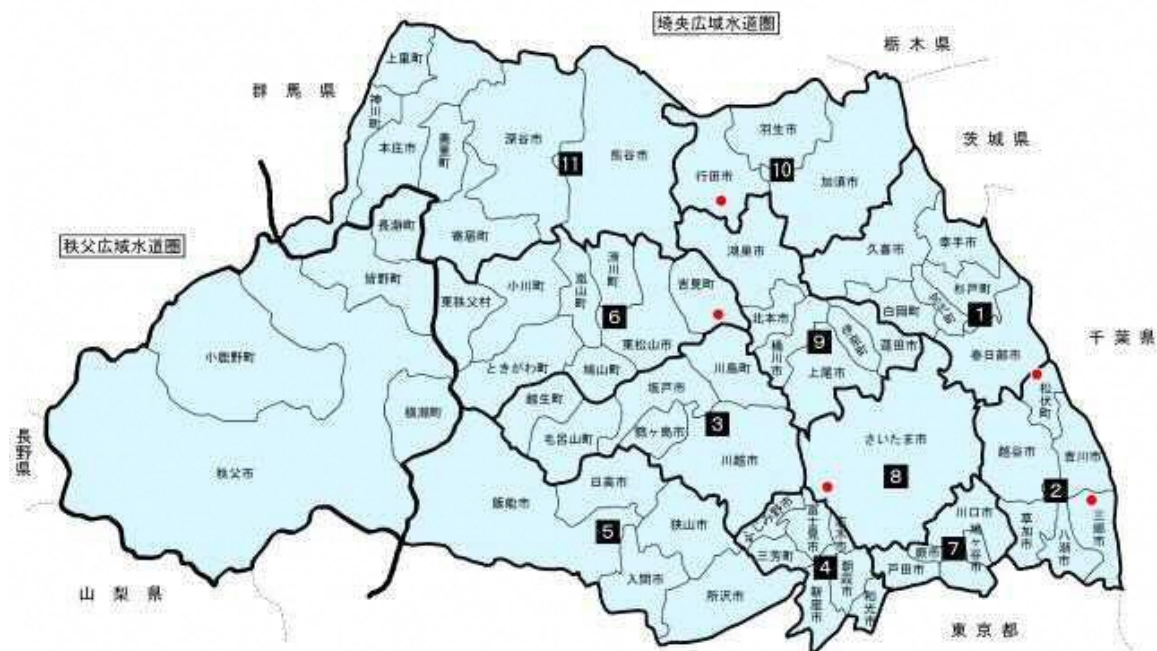 埼央広域水道圏
栃木県
群馬県
茨城県
千葉県
長野県
山梨県
東京都
秩父広域水道圏
上里町
神川町
本庄市
美里町
深谷市
11
熊谷市
寄居町
長瀞町
皆野町
小鹿野町
秩父市
横瀬町
行田市
羽生市
10
加須市
鴻巣市
久喜市
幸手市
杉戸町
1
白岡町
春日部市
東秩父村
小川町
嵐山町
滑川町
6
吉見町
東松山市
ときがわ町
鳩山町
北本市
桶川市
9
上尾市
蓮田市
川島町
坂戸市
鶴ヶ島市
3
川越市
越生町
毛呂山町
さいたま市
8
松伏町
越谷市
吉川市
2
三郷市
草加市
八潮市
飯能市
日高市
5
狭山市
入間市
所沢市
ふじみ野市
富士見市
三芳町
志木市
4
朝霞市
新座市
和光市
川口市
鳩ヶ谷市
7
蕨市
戸田市